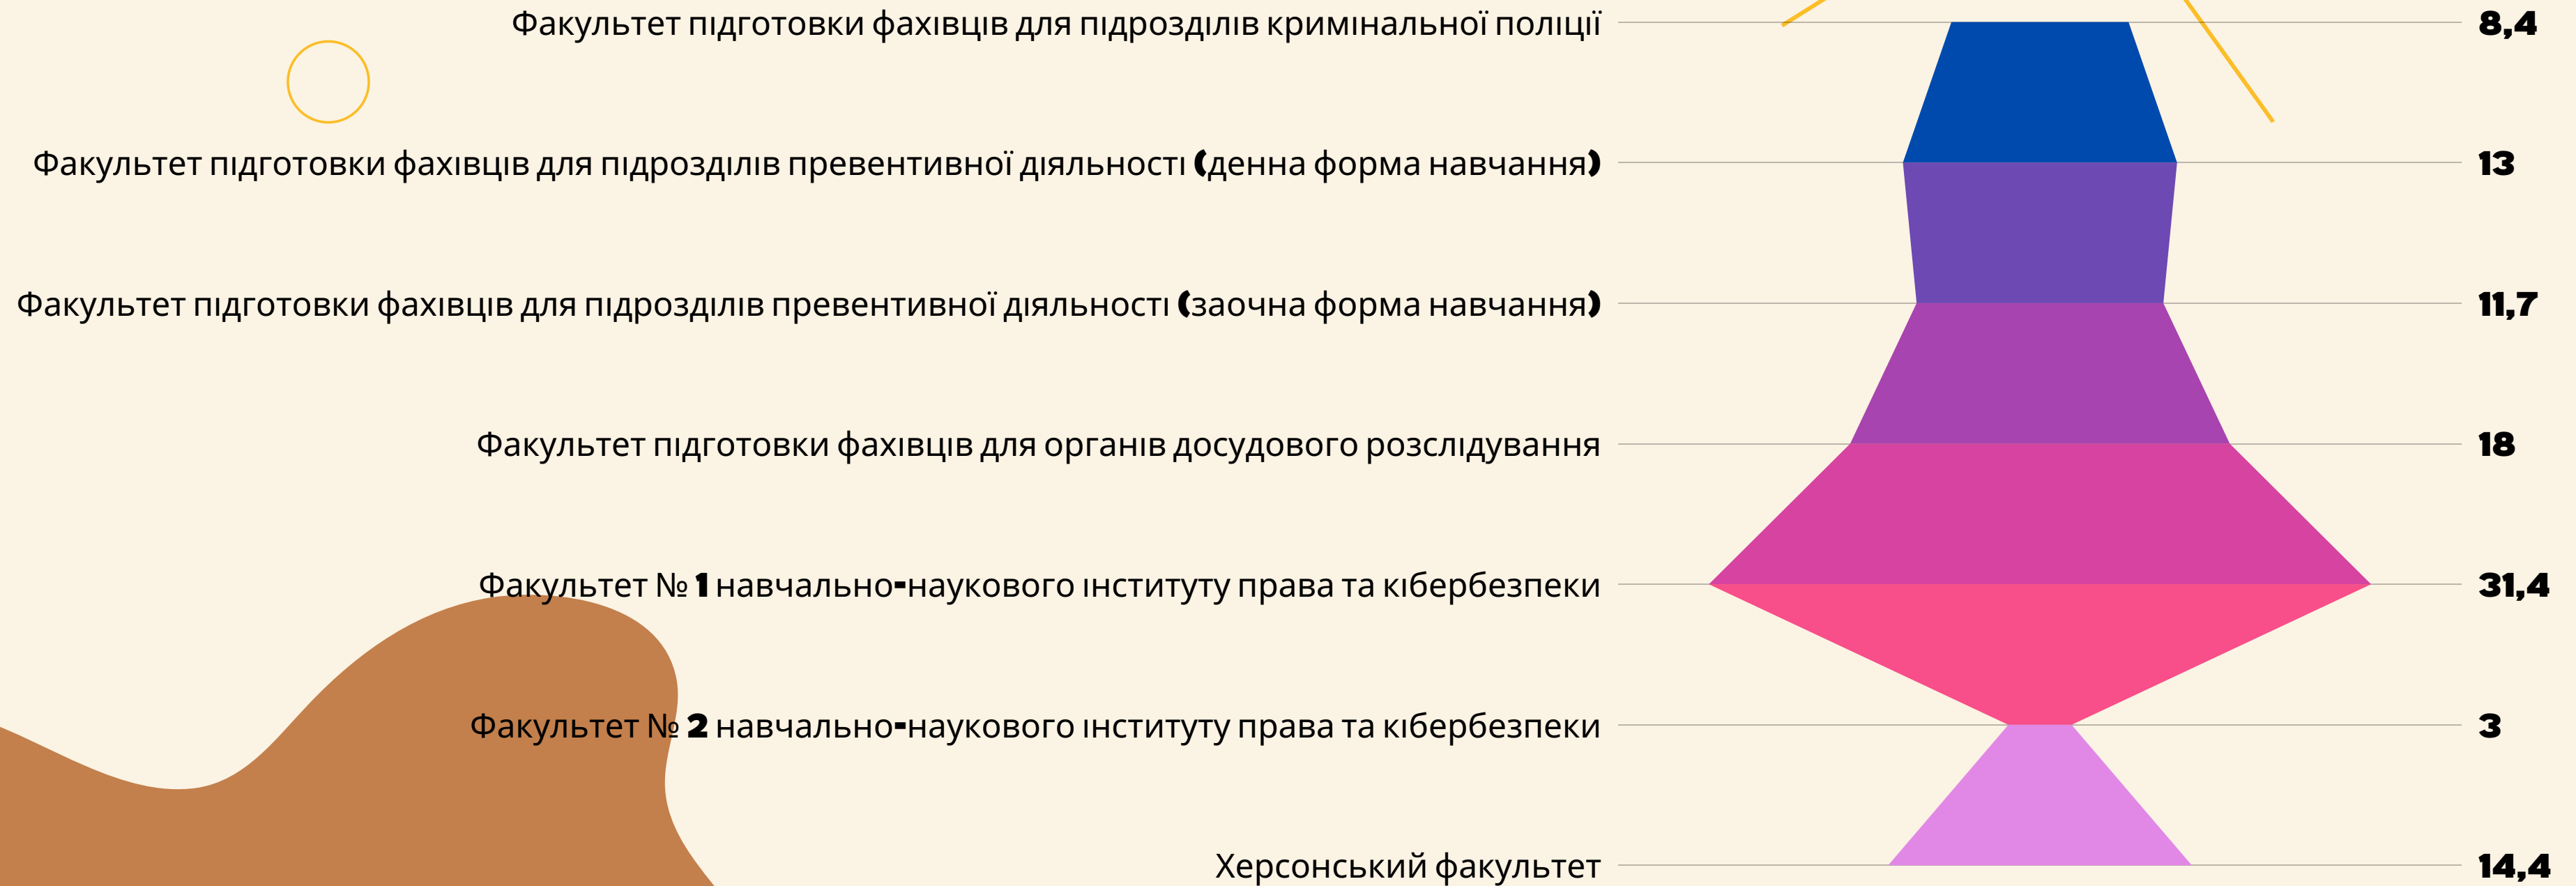 Факультет підготовки фахівців для підрозділів кримінальної поліції 8,4
Факультет підготовки фахівців для підрозділів превентивної діяльності (денна форма навчання) 13
Факультет підготовки фахівців для підрозділів превентивної діяльності (заочна форма навчання) 11,7
Факультет підготовки фахівців для органів досудового розслідування 18
Факультет № 1 навчально-наукового інституту права та кібербезпеки 31,4
Факультет № 2 навчально-наукового інституту права та кібербезпеки 3
Херсонський факультет 14,4